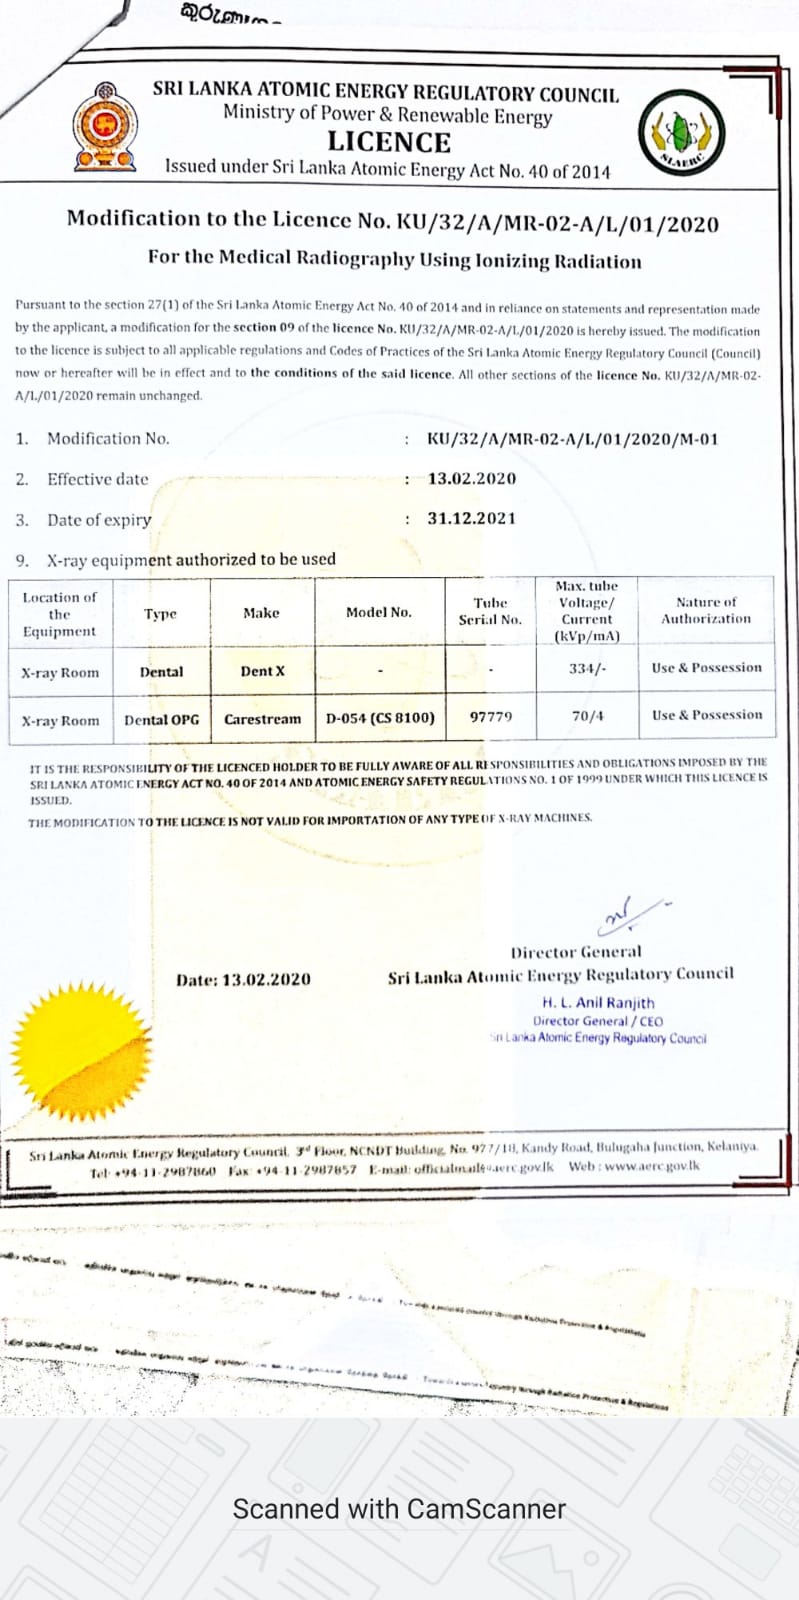 SRI LANKA ATOMIC ENERGY REGULATORY COUNCIL
Ministry of Power & Renewable Energy
LICENCE
Issued under Sri Lanka Atomic Energy Act No. 40 of 2014
SLAERC
Modification to the Licence No. KU/32/A/MR-02-A/L/01/2020
For the Medical Radiography Using Ionizing Radiation
Pursuant to the section 27(1) of the Sri Lanka Atomic Energy Act No. 40 of 2014 and in reliance on statements and representation made
by the applicant, a modification for the section 09 of the licence No. KU/32/A/MR-02-A/L/01/2020 is hereby issued. The modification
to the licence is subject to all applicable regulations and Codes of Practices of the Sri Lanka Atomic Energy Regulatory Council (Council)
now or hereafter will be in effect and to the conditions of the said licence. All other sections of the licence No. KU/32/A/MR-02-
A/L/01/2020 remain unchanged.
1. Modification No. : KU/32/A/MR-02-A/L/01/2020/M-01
2. Effective date : 13.02.2020
3. Date of expiry : 31.12.2021
9. X-ray equipment authorized to be used
Location of the Equipment Type Make Model No. Tube Serial No. Max. tube Voltage/ Current (kVp/mA) Nature of Authorization
X-ray Room Dental Dent X - - 334/- Use & Possession
X-ray Room Dental OPG Carestream D-054 (CS 8100) 97779 70/4 Use & Possession
IT IS THE RESPONSIBILITY OF THE LICENCED HOLDER TO BE FULLY AWARE OF ALL RESPONSIBILITIES AND OBLIGATIONS IMPOSED BY THE
SRI LANKA ATOMIC ENERGY ACT NO. 40 OF 2014 AND ATOMIC ENERGY SAFETY REGULATIONS NO. 1 OF 1999 UNDER WHICH THIS LICENCE IS
ISSUED.
THE MODIFICATION TO THE LICENCE IS NOT VALID FOR IMPORTATION OF ANY TYPE OF X-RAY MACHINES.
Director General
Date: 13.02.2020 Sri Lanka Atomic Energy Regulatory Council
H. L. Anil Ranjith
Director General / CEO
Sri Lanka Atomic Energy Regulatory Council
Sri Lanka Atomic Energy Regulatory Council, 3rd Floor, NCNDT Building, No. 977/18, Kandy Road, Bulugaha Junction, Kelaniya.
Tel: +94-11-2987860 Fax +94-11-2987857 E-mail: officialmail@aerc.gov.lk Web : www.aerc.gov.lk
Scanned with CamScanner